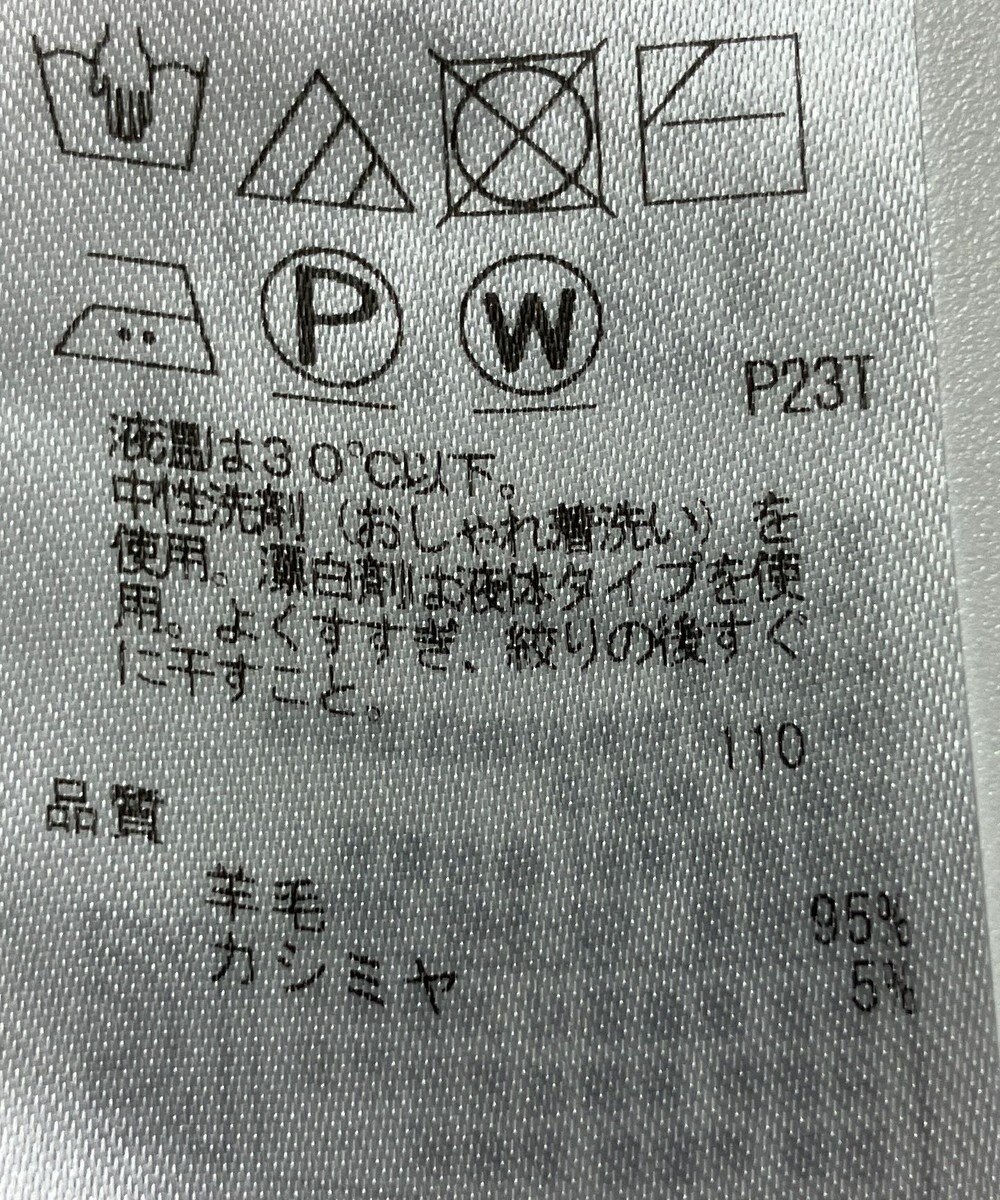 P
W
P23T
液温は30℃以下。
中性洗剤（おしゃれ着洗い）を
使用。漂白剤は液体タイプを使
用。よくすすぎ、絞りの後すぐ
に干すこと。
110
品質
羊毛 95%
カシミヤ 5%